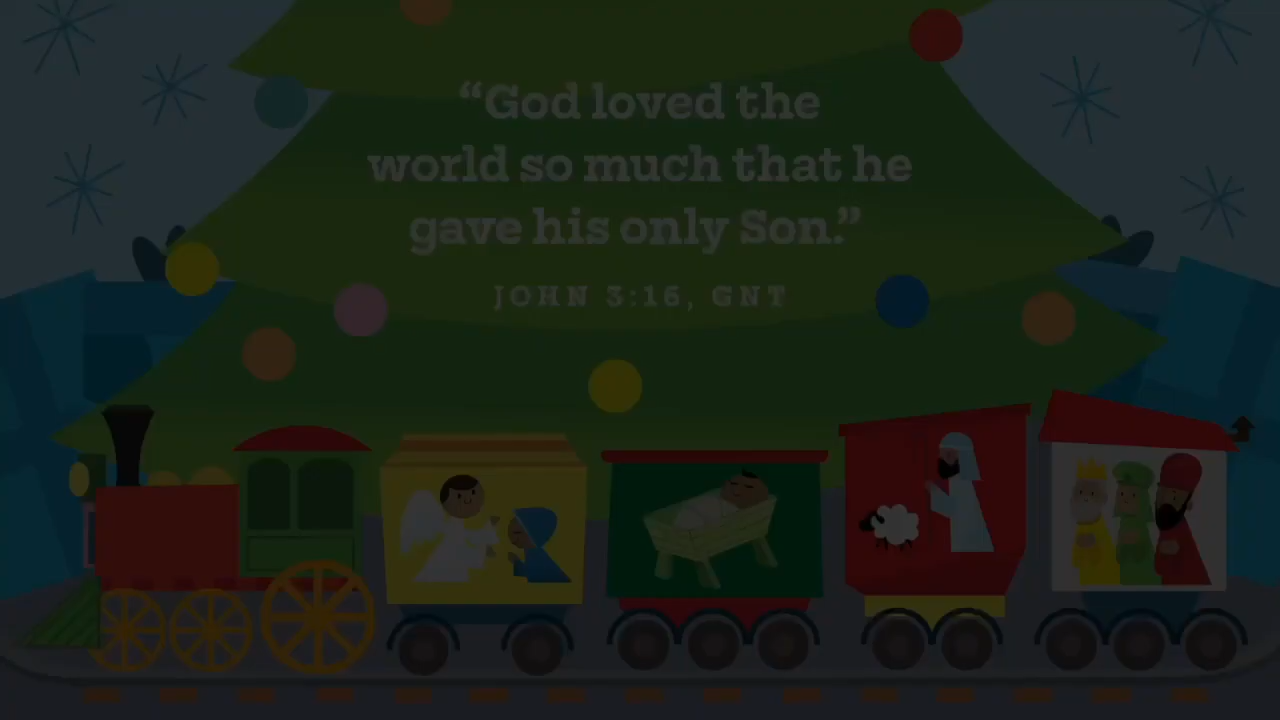 “God loved the
world so much that he
gave his only Son.”
JOHN 3:16, GNT